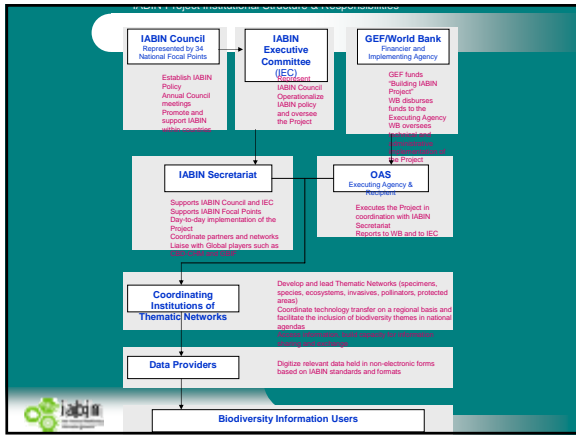 IABIN Project Institutional Structure & Responsibilities
IABIN Council
Represented by 34
National Focal Points
Establish IABIN
Policy
Annual Council
meetings
Promote and
support IABIN
within countries
IABIN
Executive
Committee
(IEC)
Represent
IABIN Council
Operationalize
IABIN policy
and oversee
the Project
GEF/World Bank
Financier and
Implementing Agency
GEF funds
"Building IABIN
Project"
WB disburses
funds to the
Executing Agency
WB oversees
technical and
implementation of
the Project
IABIN Secretariat
Supports IABIN Council and IEC
Supports IABIN Focal Points
Day-to-day implementation of the
Project
Coordinate partners and networks
Liaise with Global players such as
OAS
Executing Agency &
Recipient
Executes the Project in
coordination with IABIN
Secretariat
Reports to WB and to IEC
Coordinating
Institutions of
Thematic Networks
Develop and lead Thematic Networks (specimens,
species, ecosystems, invasives, pollinators, protected
areas)
Coordinate technology transfer on a regional basis and
facilitate the inclusion of biodiversity themes in national
agendas
Data Providers
Digitize relevant data held in non-electronic forms
based on IABIN standards and formats
iabin
Biodiversity Information Users